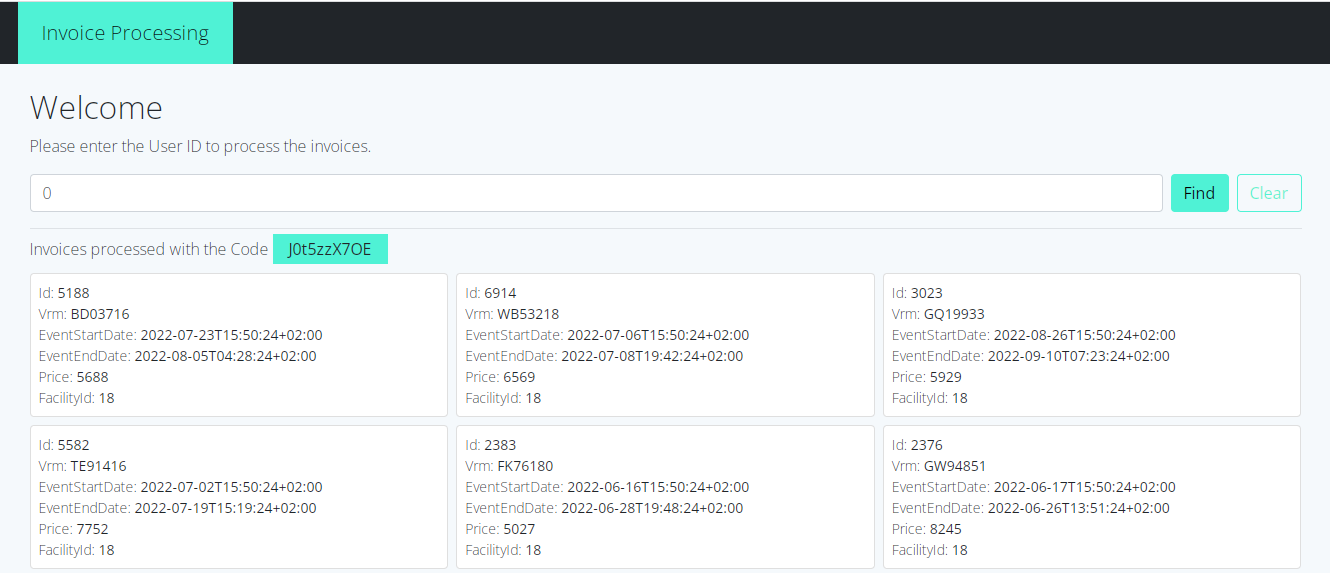 Invoice Processing
Welcome
Please enter the User ID to process the invoices.
0
Find
Clear
Invoices processed with the Code J0t5zzX7OE
Id: 5188
Vrm: BD03716
EventStartDate: 2022-07-23T15:50:24+02:00
EventEndDate: 2022-08-05T04:28:24+02:00
Price: 5688
FacilityId: 18
Id: 6914
Vrm: WB53218
EventStartDate: 2022-07-06T15:50:24+02:00
EventEndDate: 2022-07-08T19:42:24+02:00
Price: 6569
FacilityId: 18
Id: 3023
Vrm: GQ19933
EventStartDate: 2022-08-26T15:50:24+02:00
EventEndDate: 2022-09-10T07:23:24+02:00
Price: 5929
FacilityId: 18
Id: 5582
Vrm: TE91416
EventStartDate: 2022-07-02T15:50:24+02:00
EventEndDate: 2022-07-19T15:19:24+02:00
Price: 7752
FacilityId: 18
Id: 2383
Vrm: FK76180
EventStartDate: 2022-06-16T15:50:24+02:00
EventEndDate: 2022-06-28T19:48:24+02:00
Price: 5027
FacilityId: 18
Id: 2376
Vrm: GW94851
EventStartDate: 2022-06-17T15:50:24+02:00
EventEndDate: 2022-06-26T13:51:24+02:00
Price: 8245
FacilityId: 18